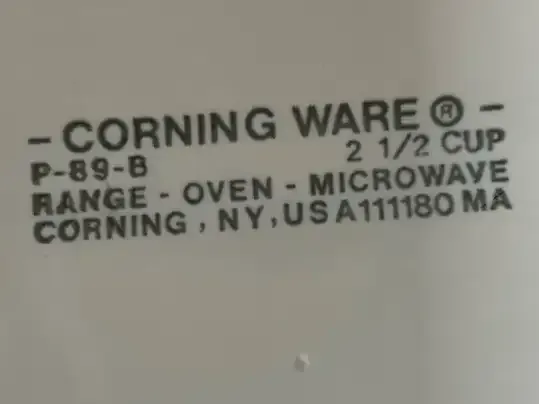 - CORNING WARE ® -
P-89-B 2 1/2 CUP
RANGE - OVEN - MICROWAVE
CORNING , NY, USA111180 MA